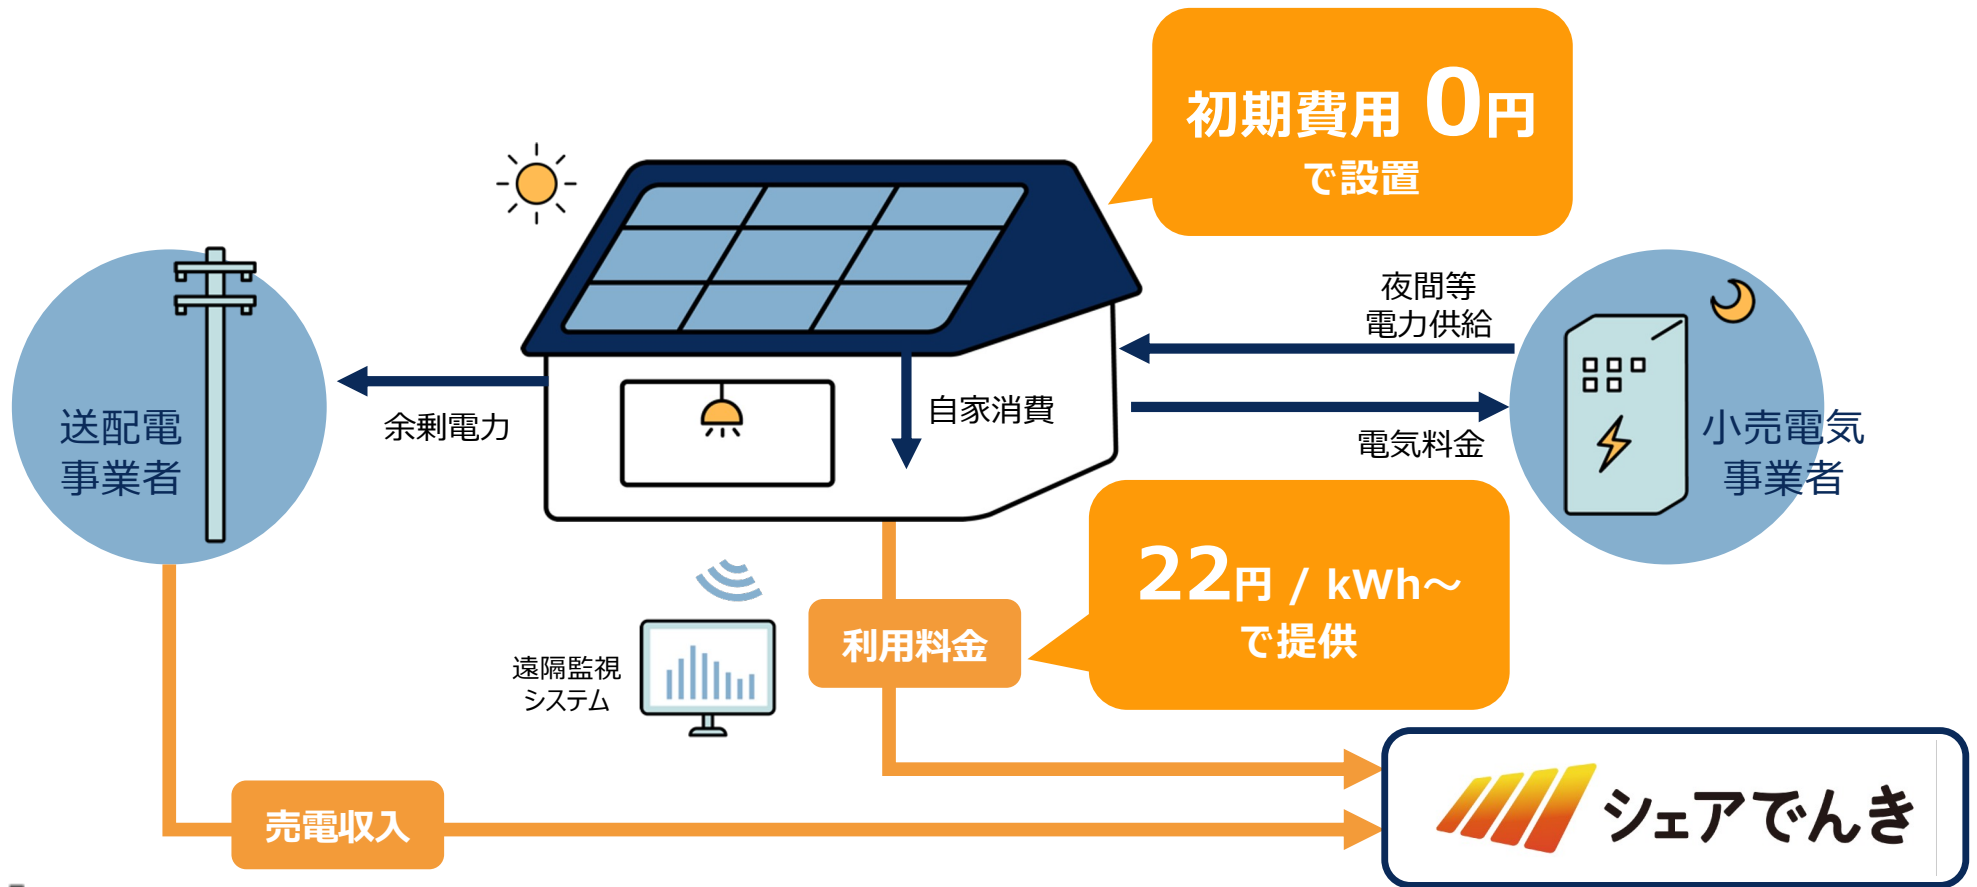 初期費用 0円
で設置
夜間等
電力供給
送配電
事業者
余剰電力
自家消費
電気料金
小売電気
事業者
22円 / kWh～
で提供
利用料金
遠隔監視
システム
売電収入
シェアでんき